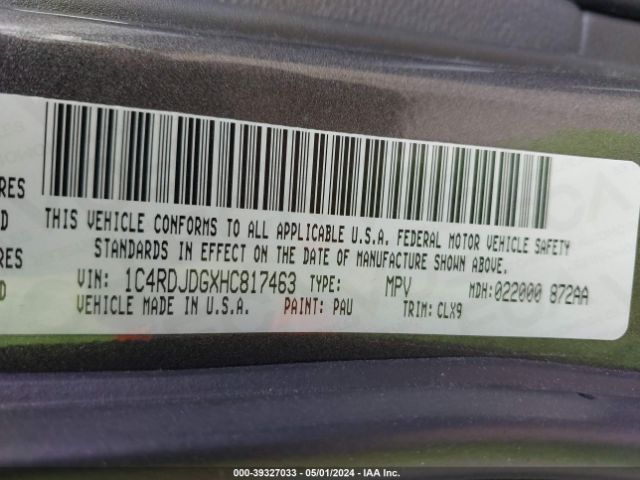 RES
D
RES
D
THIS VEHICLE CONFORMS TO ALL APPLICABLE U.S.A. FEDERAL MOTOR VEHICLE SAFETY
STANDARDS IN EFFECT ON THE DATE OF MANUFACTURE SHOWN ABOVE.
VIN: 1C4RDJDGXHC817463 TYPE: MPV MDH:022000 872AA
VEHICLE MADE IN U.S.A. PAINT: PAU TRIM: CLX9
000-39327033 - 05/01/2024 - IAA Inc.